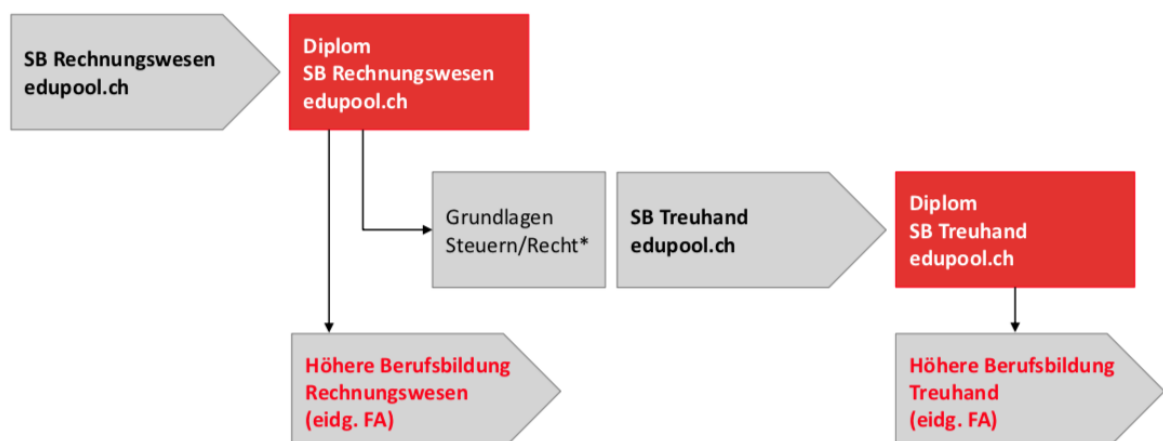 SB Rechnungswesen
edupool.ch
Diplom
SB Rechnungswesen
edupool.ch
Grundlagen
Steuern/Recht*
SB Treuhand
edupool.ch
Diplom
SB Treuhand
edupool.ch
Höhere Berufsbildung
Rechnungswesen
(eidg. FA)
Höhere Berufsbildung
Treuhand
(eidg. FA)